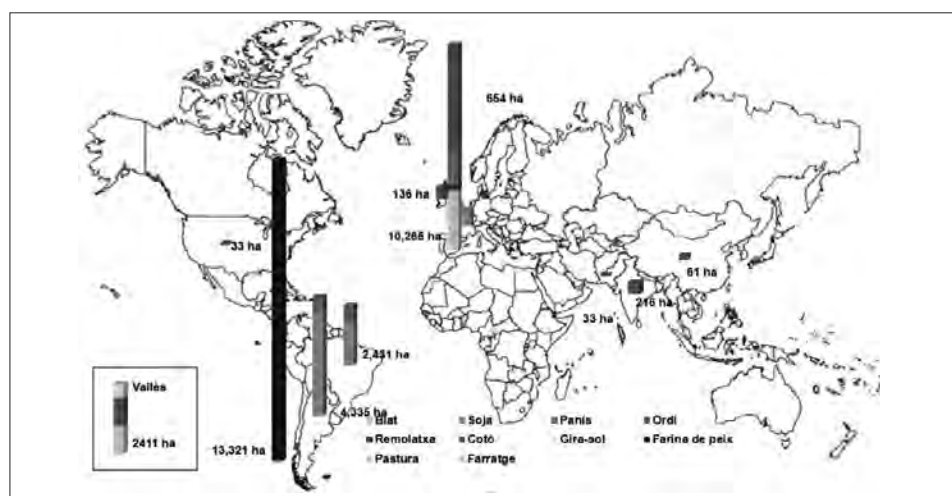 654 ha
136 ha
10,265 ha
33 ha
61 ha
216 ha
33 ha
2,451 ha
4,335 ha
13,321 ha
Vallès
2411 ha
Blat Soja Panís Ordi
Remolatxa Cotó Gira-sol Farina de peix
Pastura Farratge